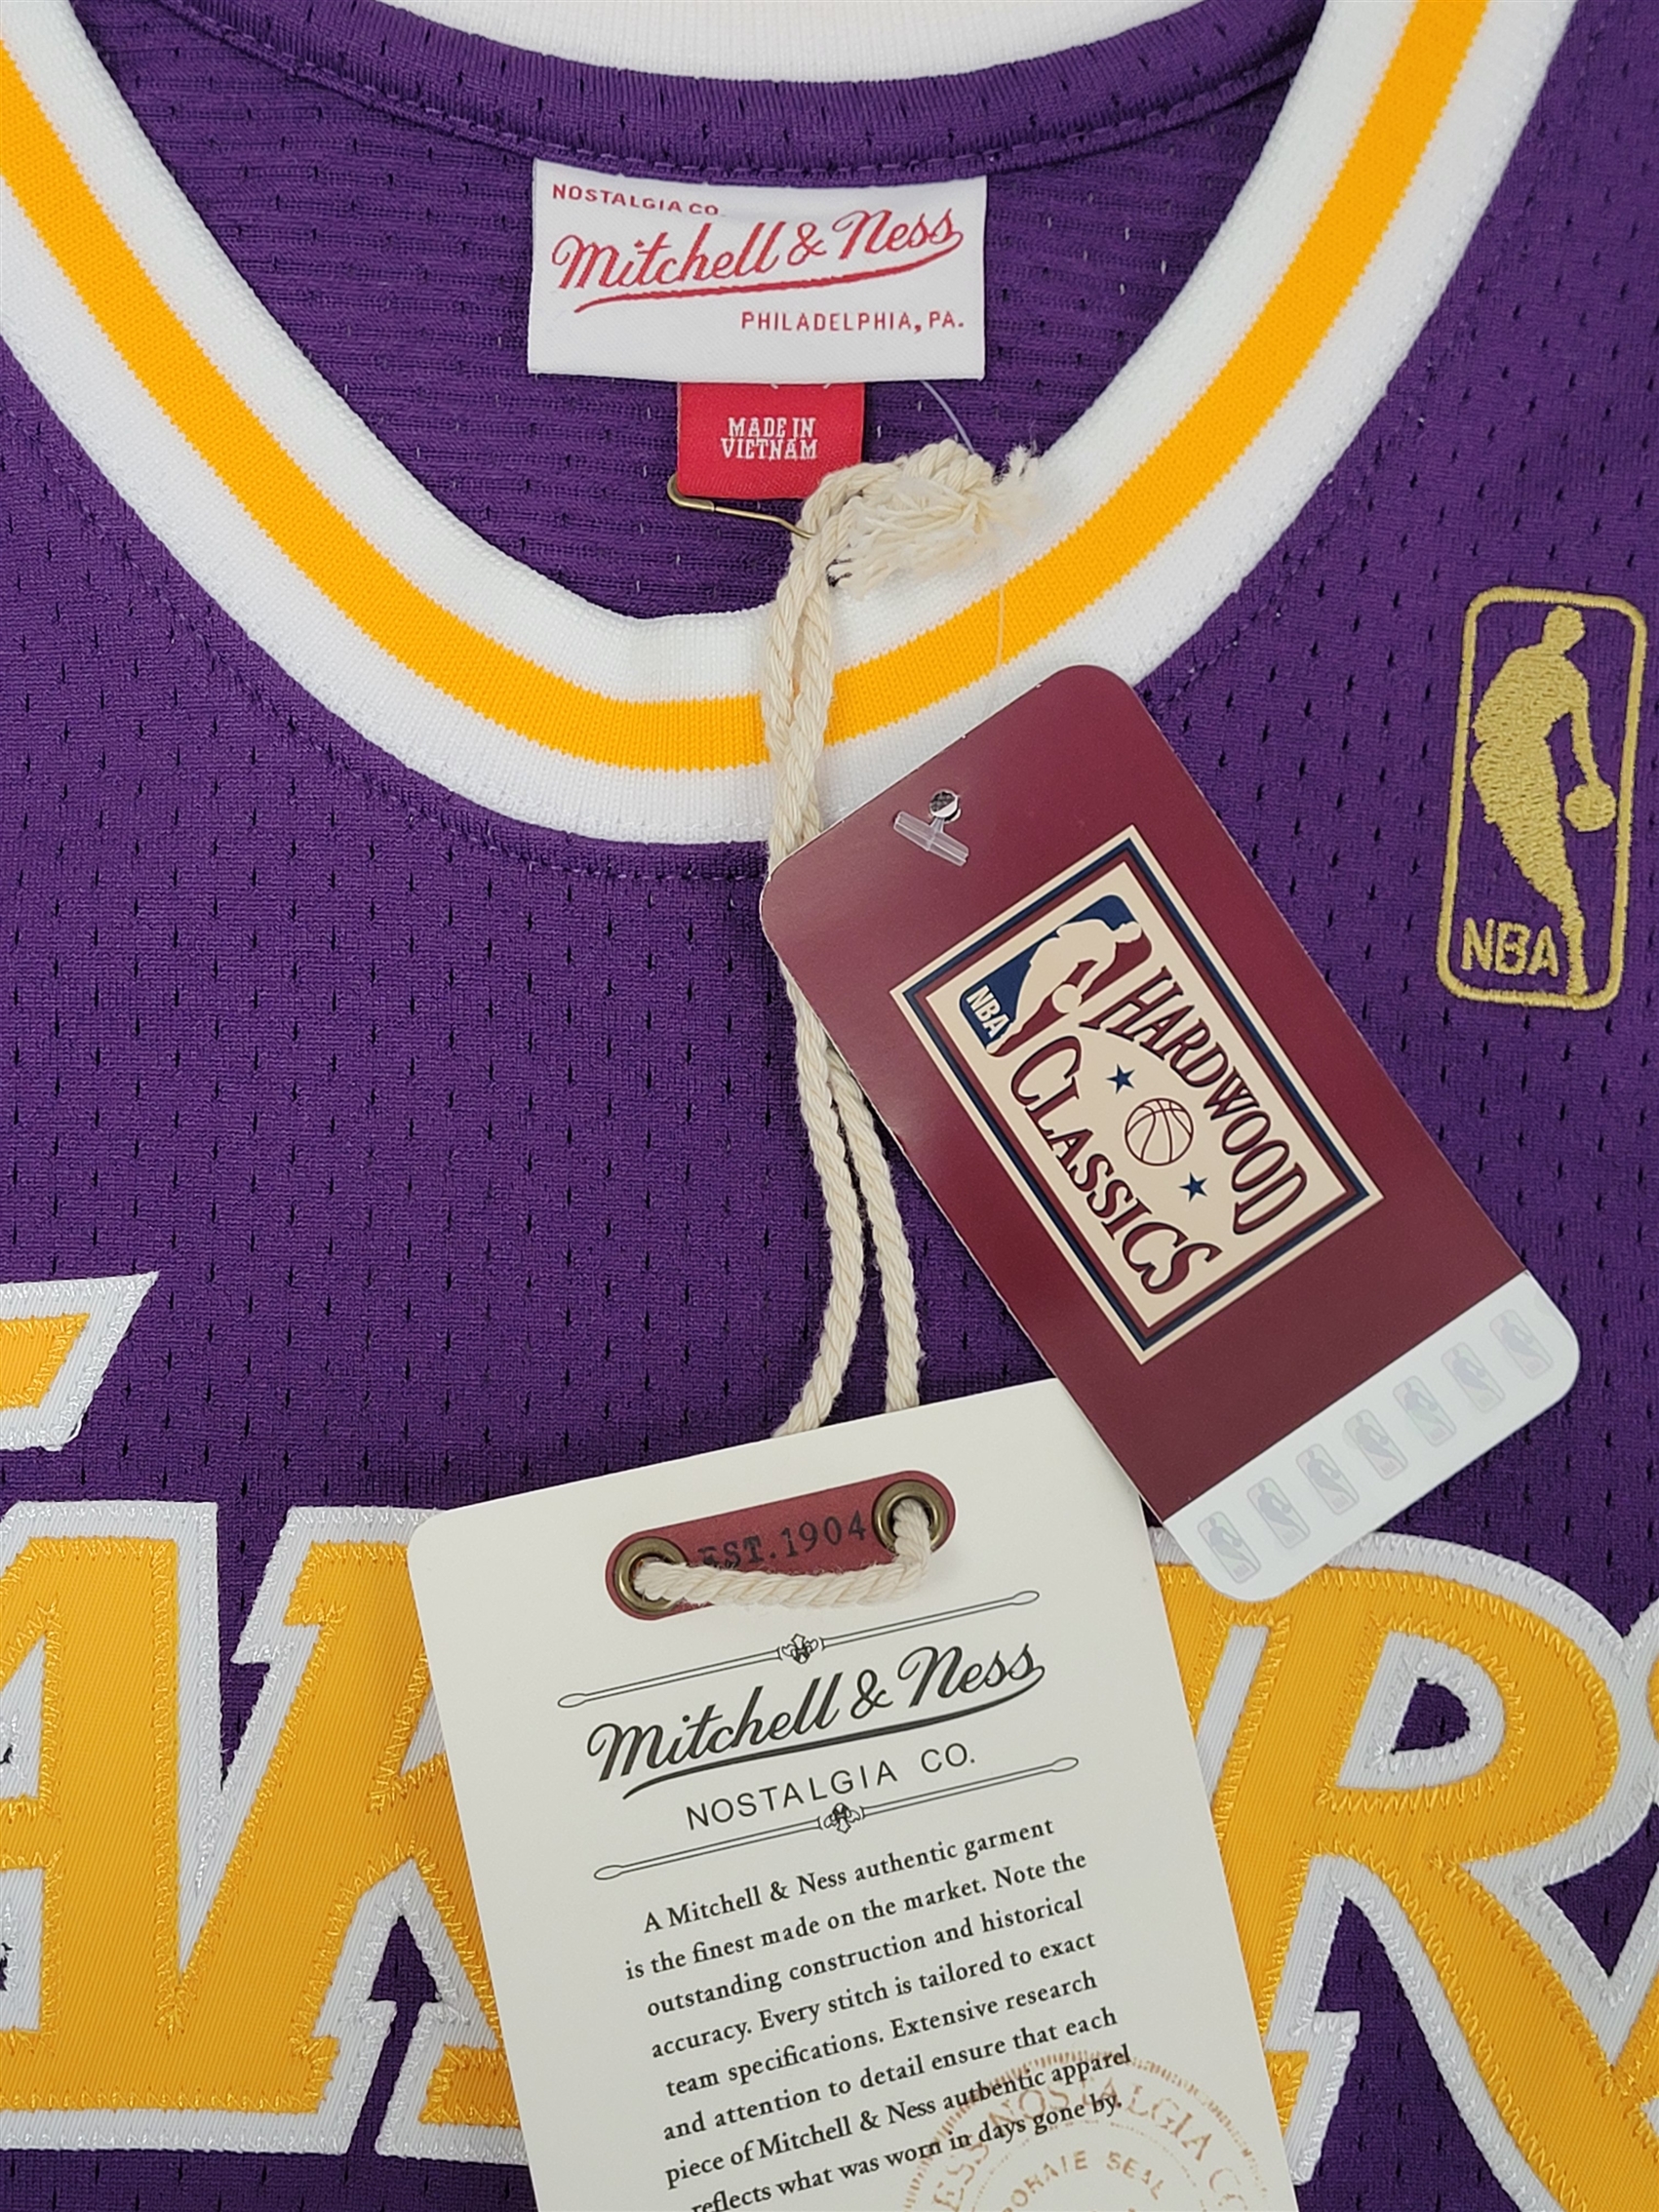 NOSTALGIA CO.
Mitchell & Ness
PHILADELPHIA, PA.
MADE IN
VIETNAM
NBA
NBA
HARDWOOD
CLASSICS
EST.1904
Mitchell & Ness
NOSTALGIA CO.
A Mitchell & Ness authentic garment
is the finest made on the market. Note the
outstanding construction and historical
accuracy. Every stitch is tailored to exact
team specifications. Extensive research
and attention to detail ensure that each
piece of Mitchell & Ness authentic apparel
reflects what was worn in days gone by.
NOSTALGIA
SEAL